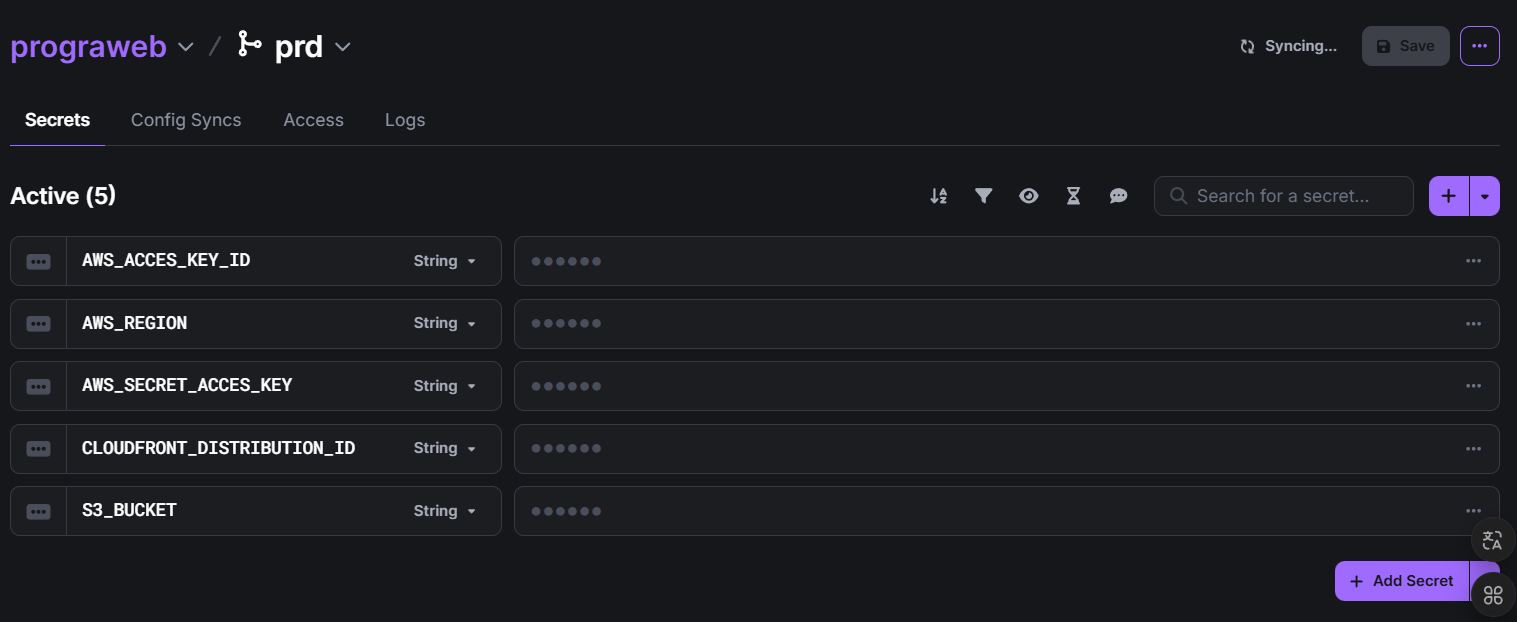 prograweb / prd Syncing... Save
Secrets Config Syncs Access Logs
Active (5) Search for a secret...
AWS_ACCES_KEY_ID String
AWS_REGION String
AWS_SECRET_ACCES_KEY String
CLOUDFRONT_DISTRIBUTION_ID String
S3_BUCKET String
+ Add Secret